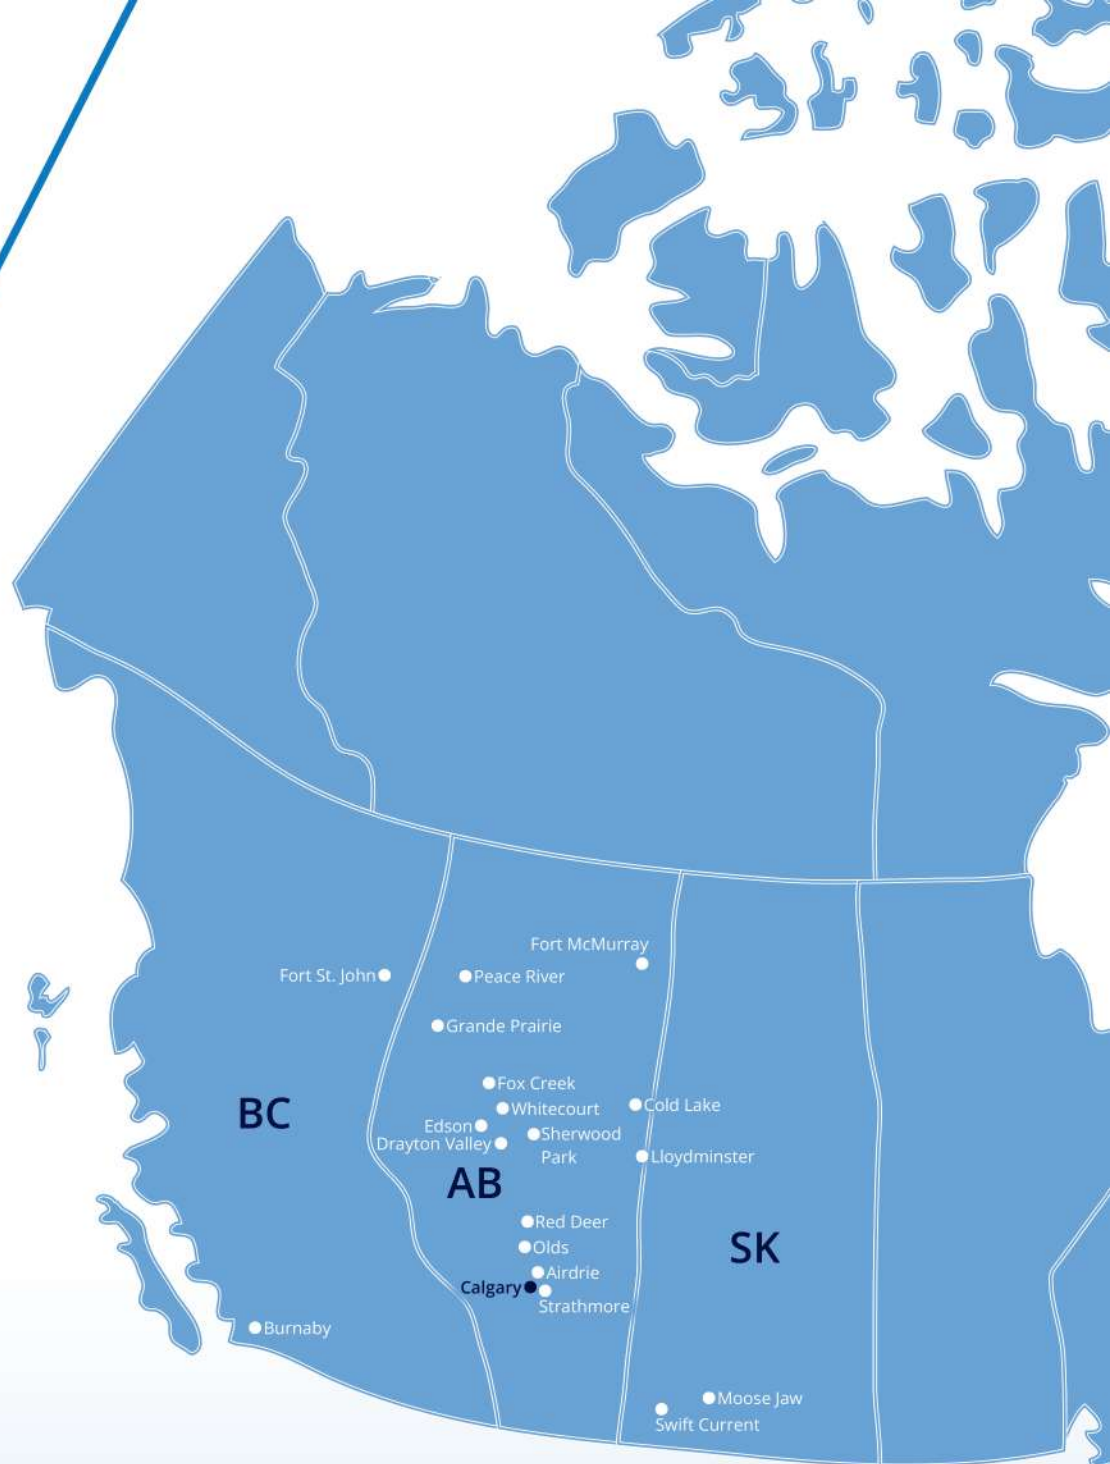 Fort McMurray
Fort St. John
Peace River
Grande Prairie
Fox Creek
BC
Whitecourt
Cold Lake
Edson
Sherwood
Park
Drayton Valley
Lloydminster
AB
Red Deer
SK
Olds
Airdrie
Calgary
Strathmore
Burnaby
Moose Jaw
Swift Current